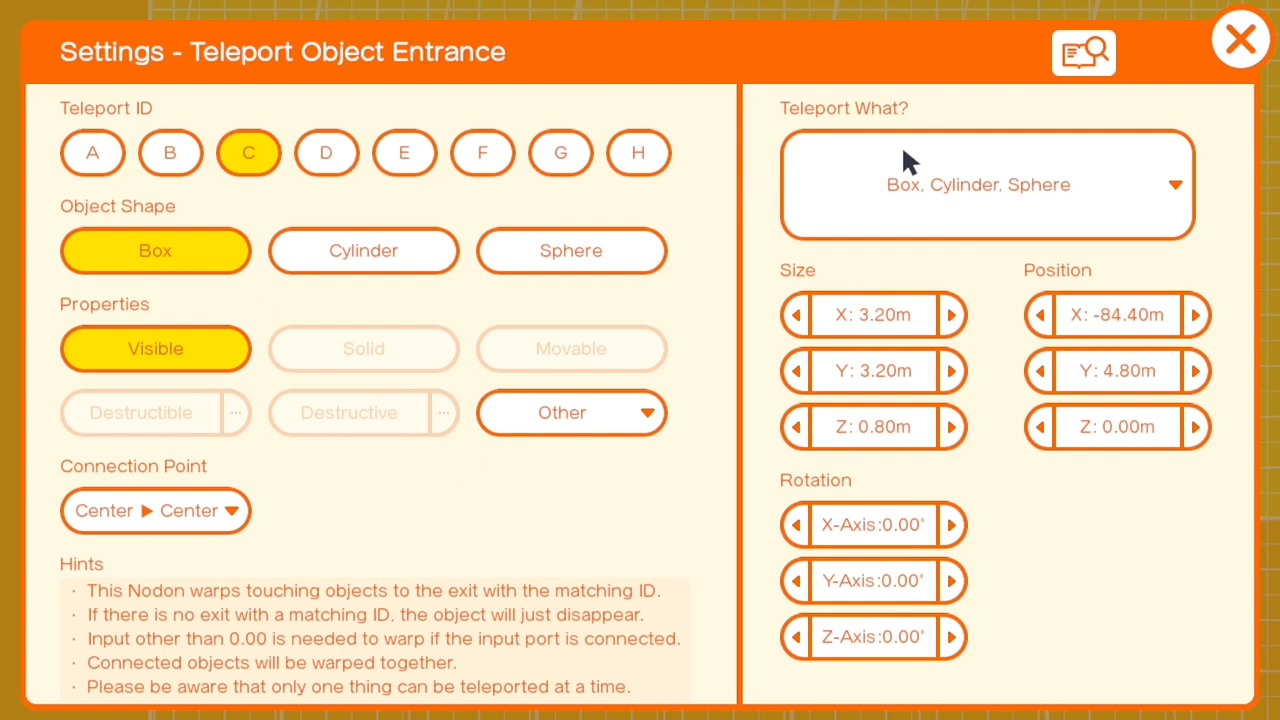 Settings - Teleport Object Entrance
Teleport ID
A B C D E F G H
Object Shape
Box Cylinder Sphere
Properties
Visible Solid Movable
Destructible ... Destructive ... Other
Connection Point
Center ▶ Center
Hints
· This Nodon warps touching objects to the exit with the matching ID.
· If there is no exit with a matching ID, the object will just disappear.
· Input other than 0.00 is needed to warp if the input port is connected.
· Connected objects will be warped together.
· Please be aware that only one thing can be teleported at a time.
Teleport What?
Box, Cylinder, Sphere
Size
X: 3.20m
Y: 3.20m
Z: 0.80m
Position
X: -84.40m
Y: 4.80m
Z: 0.00m
Rotation
X-Axis:0.00°
Y-Axis:0.00°
Z-Axis:0.00°